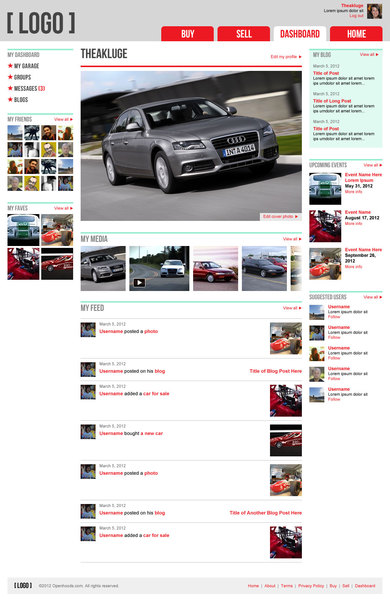 [ LOGO ]
Theakluge
Lorem ipsum dolor sit
Log out
BUY
SELL
DASHBOARD
HOME
MY DASHBOARD
★ MY GARAGE
★ GROUPS
★ MESSAGES (3)
★ BLOGS
MY FRIENDS
View all ▶
MY FAVES
View all ▶
THEAKLUGE
Edit my profile ▶
Edit cover photo ▶
MY MEDIA
View all ▶
MY FEED
View all ▶
March 5, 2012
Username posted a photo
March 5, 2012
Username posted on his blog
Title of Blog Post Here
March 5, 2012
Username added a car for sale
March 5, 2012
Username bought a new car
March 5, 2012
Username posted a photo
March 5, 2012
Username posted on his blog
Title of Another Blog Post Here
March 5, 2012
Username added a car for sale
MY BLOG
View all ▶
March 5, 2012
Title of Post
Lorem ipsum dolor sit
amet, comsect lorem...
March 5, 2012
Title of Long Post
Lorem ipsum dolor sit
amet, comsect lorem...
March 5, 2012
Title of Post
Lorem ipsum dolor sit
UPCOMING EVENTS
View all ▶
Event Name Here
Lorem Ipsum
May 31, 2012
More info
Event Name Here
August 17, 2012
More info
Event Name Here
September 26,
2012
More info
SUGGESTED USERS
View all ▶
Username
Lorem ipsum dolor sit
Follow
Username
Lorem ipsum dolor sit
Follow
Username
Lorem ipsum dolor sit
Follow
Username
Lorem ipsum dolor sit
Follow
Username
Lorem ipsum dolor sit
Follow
[ LOGO ]
©2012 Openhoods.com. All rights reserved.
Home | About | Terms | Privacy Policy | Buy | Sell | Dashboard